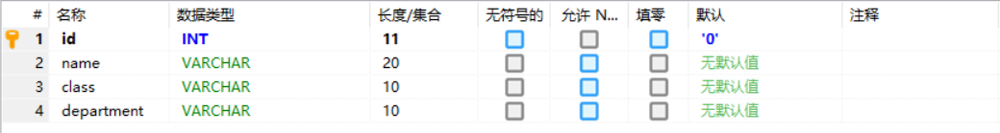 # 名称 数据类型 长度/集合 无符号的 允许 N... 填零 默认 注释
1 id INT 11 '0'
2 name VARCHAR 20 无默认值
3 class VARCHAR 10 无默认值
4 department VARCHAR 10 无默认值